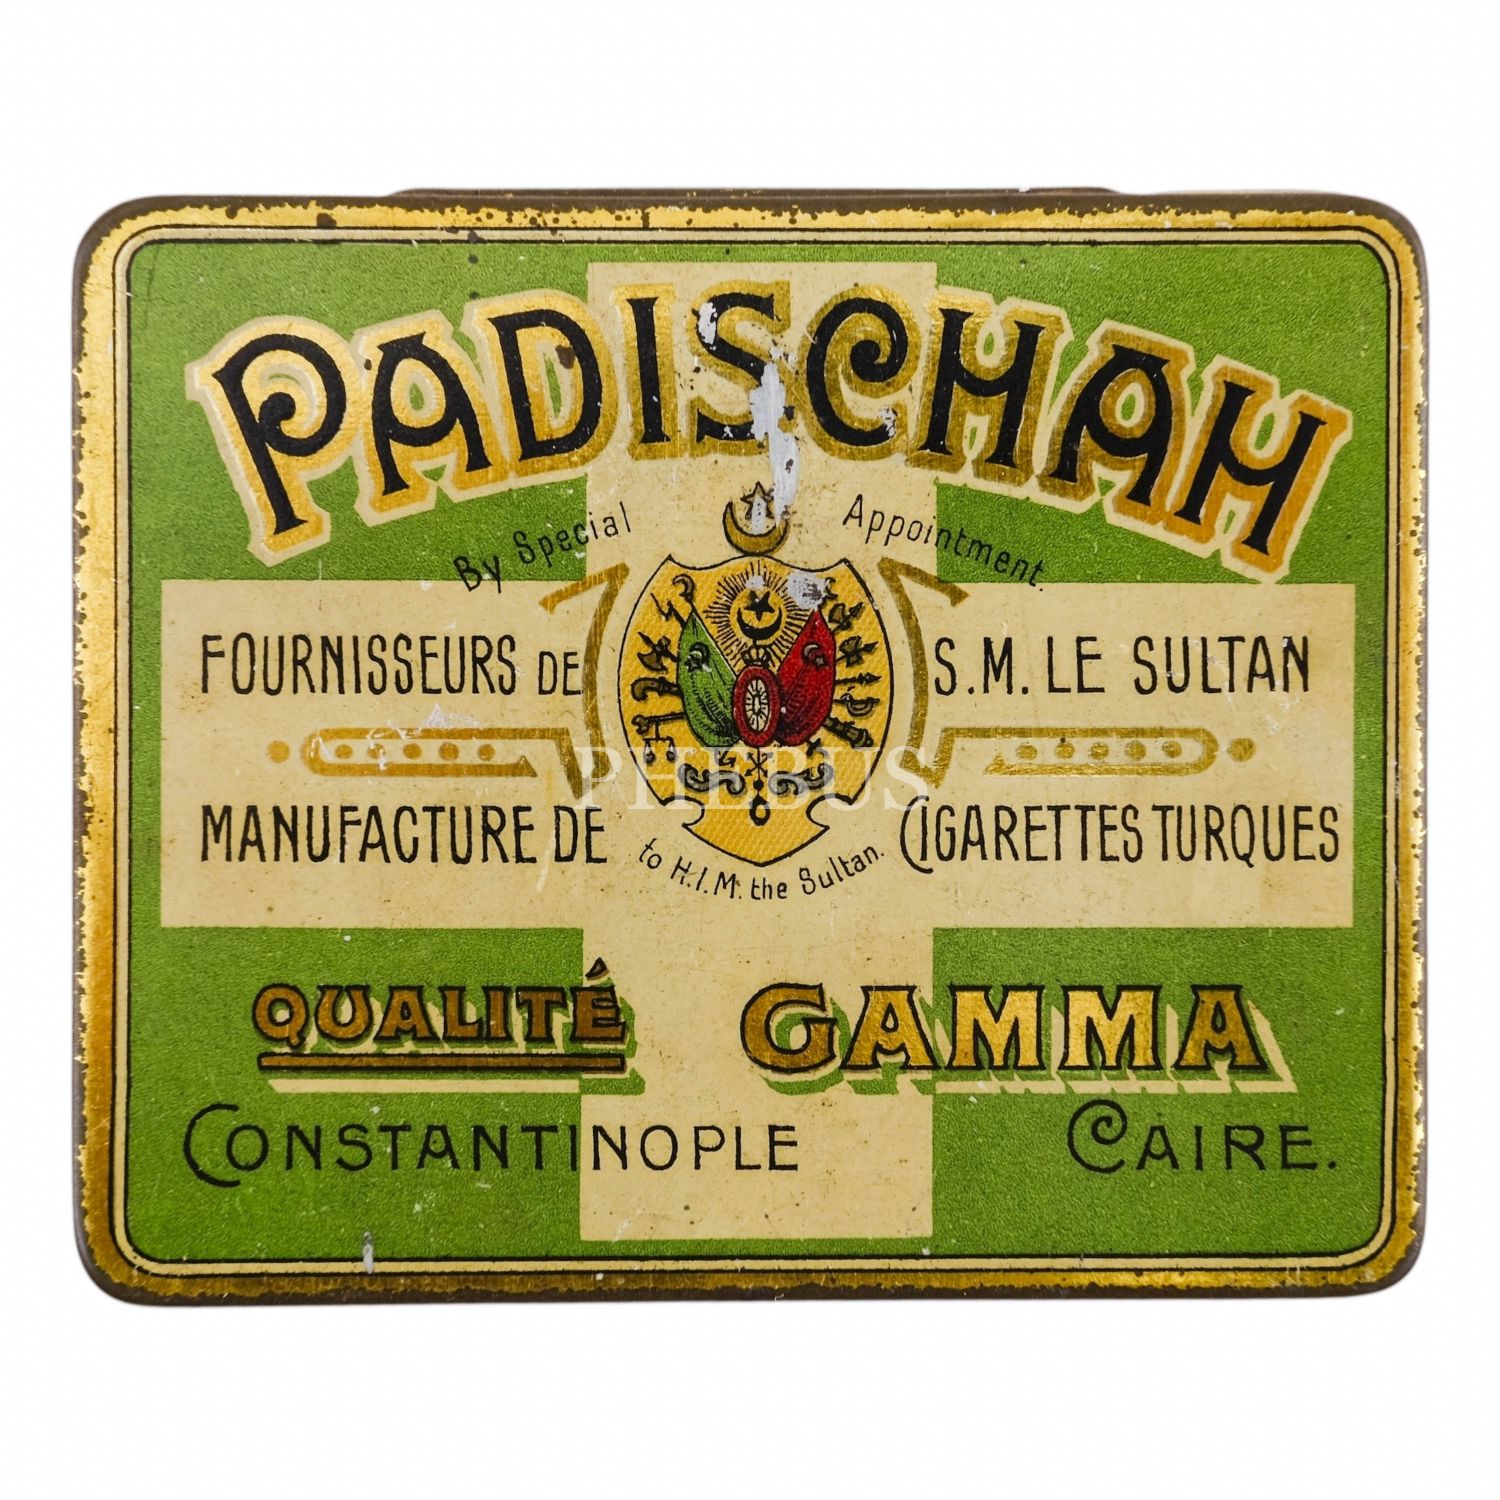 PADISCHAH
By Special Appointment.
FOURNISSEURS DE S.M. LE SULTAN
MANUFACTURE DE CIGARETTES TURQUES
to H.I.M. the Sultan.
QUALITÉ GAMMA
CONSTANTINOPLE CAIRE.
PHEBUS